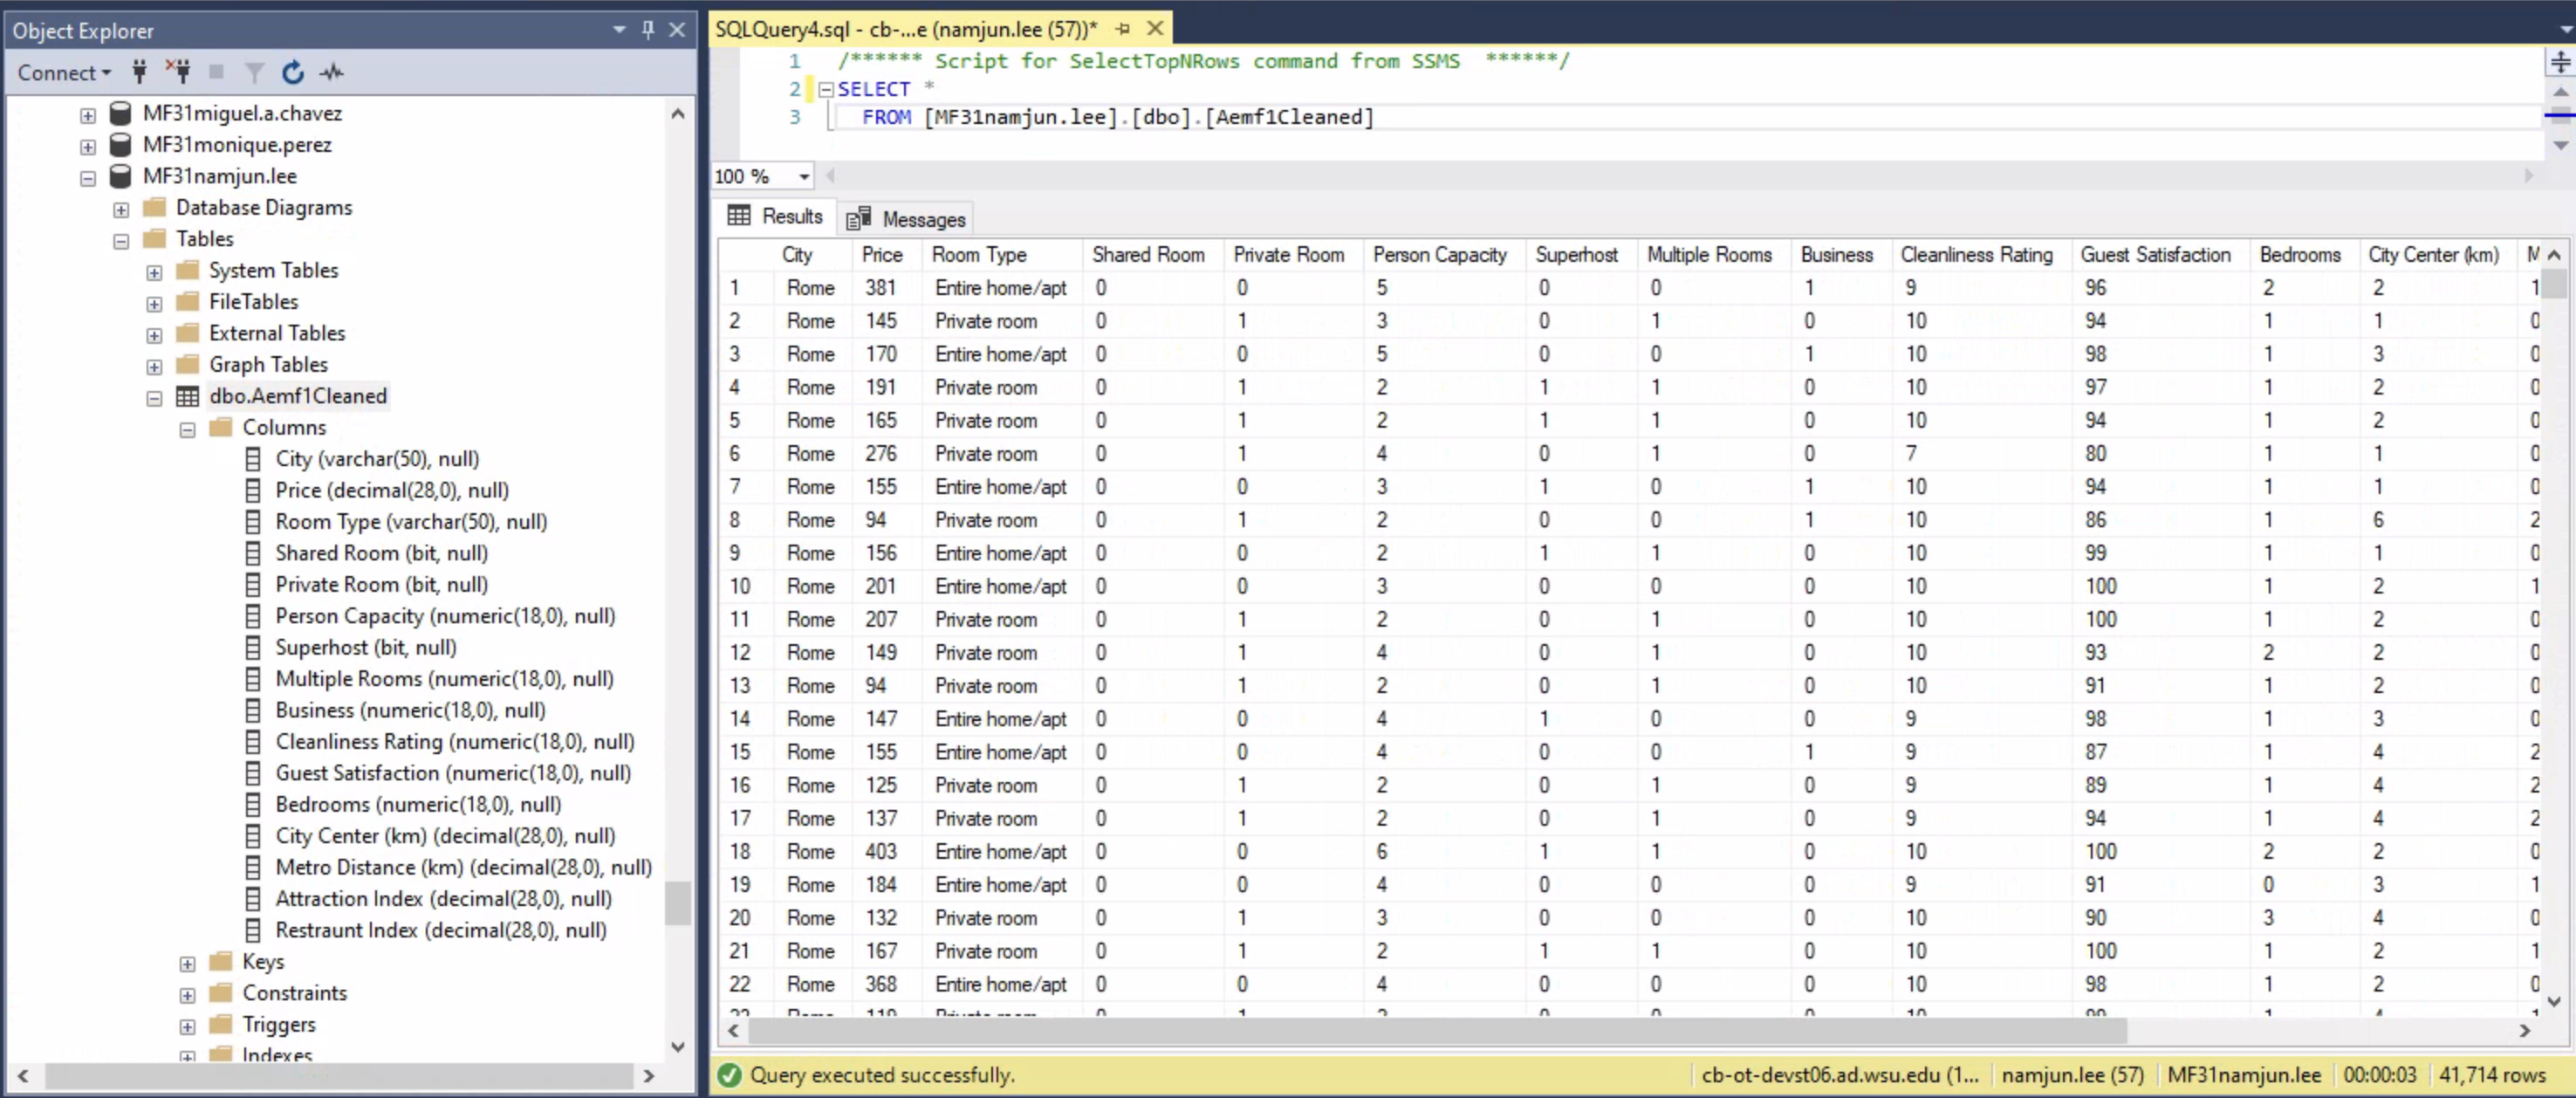 Object Explorer
Connect
MF31miguel.a.chavez
MF31monique.perez
MF31namjun.lee
Database Diagrams
Tables
System Tables
FileTables
External Tables
Graph Tables
dbo.Aemf1Cleaned
Columns
City (varchar(50), null)
Price (decimal(28,0), null)
Room Type (varchar(50), null)
Shared Room (bit, null)
Private Room (bit, null)
Person Capacity (numeric(18,0), null)
Superhost (bit, null)
Multiple Rooms (numeric(18,0), null)
Business (numeric(18,0), null)
Cleanliness Rating (numeric(18,0), null)
Guest Satisfaction (numeric(18,0), null)
Bedrooms (numeric(18,0), null)
City Center (km) (decimal(28,0), null)
Metro Distance (km) (decimal(28,0), null)
Attraction Index (decimal(28,0), null)
Restraunt Index (decimal(28,0), null)
Keys
Constraints
Triggers
Indexes
SQLQuery4.sql - cb-...e (namjun.lee (57))*
1 /****** Script for SelectTopNRows command from SSMS ******/
2 SELECT *
3 FROM [MF31namjun.lee].[dbo].[Aemf1Cleaned]
100 %
Results Messages
City Price Room Type Shared Room Private Room Person Capacity Superhost Multiple Rooms Business Cleanliness Rating Guest Satisfaction Bedrooms City Center (km) M
1 Rome 381 Entire home/apt 0 0 5 0 0 1 9 96 2 2 1
2 Rome 145 Private room 0 1 3 0 1 0 10 94 1 1 0
3 Rome 170 Entire home/apt 0 0 5 0 0 1 10 98 1 3 0
4 Rome 191 Private room 0 1 2 1 1 0 10 97 1 2 0
5 Rome 165 Private room 0 1 2 1 1 0 10 94 1 2 0
6 Rome 276 Private room 0 1 4 0 1 0 7 80 1 1 0
7 Rome 155 Entire home/apt 0 0 3 1 0 1 10 94 1 1 0
8 Rome 94 Private room 0 1 2 0 0 1 10 86 1 6 2
9 Rome 156 Entire home/apt 0 0 2 1 1 0 10 99 1 1 0
10 Rome 201 Entire home/apt 0 0 3 0 0 0 10 100 1 2 1
11 Rome 207 Private room 0 1 2 0 1 0 10 100 1 2 0
12 Rome 149 Private room 0 1 4 0 1 0 10 93 2 2 0
13 Rome 94 Private room 0 1 2 0 1 0 10 91 1 2 0
14 Rome 147 Entire home/apt 0 0 4 1 0 0 9 98 1 3 0
15 Rome 155 Entire home/apt 0 0 4 0 0 1 9 87 1 4 2
16 Rome 125 Private room 0 1 2 0 1 0 9 89 1 4 2
17 Rome 137 Private room 0 1 2 0 1 0 9 94 1 4 2
18 Rome 403 Entire home/apt 0 0 6 1 1 0 10 100 2 2 0
19 Rome 184 Entire home/apt 0 0 4 0 0 0 9 91 0 3 1
20 Rome 132 Private room 0 1 3 0 0 0 10 90 3 4 0
21 Rome 167 Private room 0 1 2 1 1 0 10 100 1 2 1
22 Rome 368 Entire home/apt 0 0 4 0 0 0 10 98 1 2 0
Query executed successfully.
cb-ot-devst06.ad.wsu.edu (1... namjun.lee (57) MF31namjun.lee 00:00:03 41,714 rows